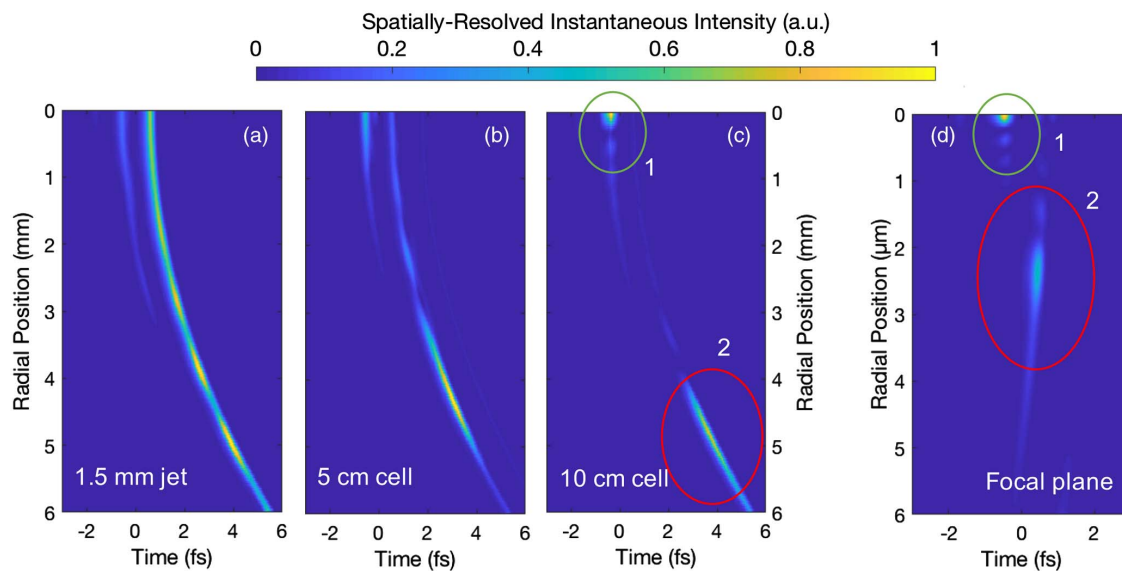 Spatially-Resolved Instantaneous Intensity (a.u.)
0 0.2 0.4 0.6 0.8 1
(a)
(b)
(c)
(d)
1
1
2
2
1.5 mm jet
5 cm cell
10 cm cell
Focal plane
Radial Position (mm)
0
1
2
3
4
5
6
Radial Position (mm)
0
1
2
3
4
5
6
Radial Position (µm)
0
1
2
3
4
5
6
-2 0 2 4 6
-2 0 2 4 6
-2 0 2 4 6
-2 0 2
Time (fs)
Time (fs)
Time (fs)
Time (fs)